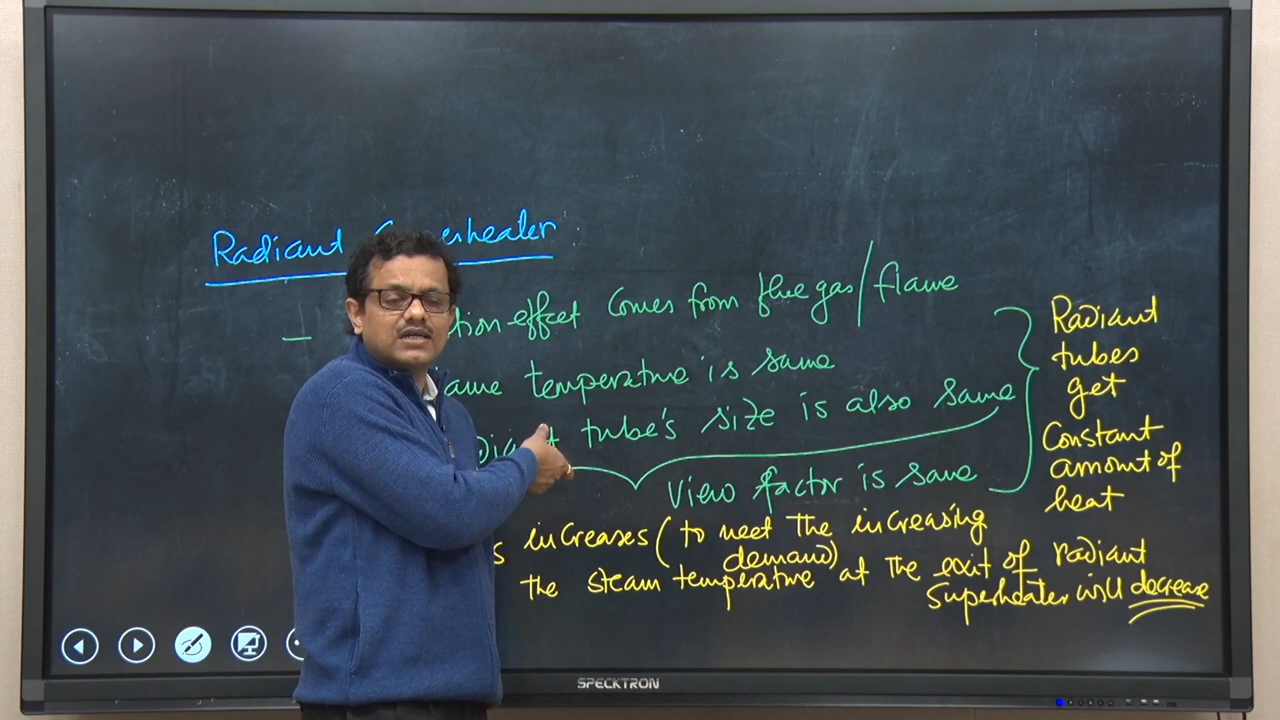 Radiant Superheater
effect comes from flue gas/flame
temperature is same
tube's size is also same
View factor is same
Radiant
tubes
get
Constant
amount of
heat
increases (to meet the increasing
demand)
the steam temperature at the exit of radiant
Superheater will decrease
SPECKTRON